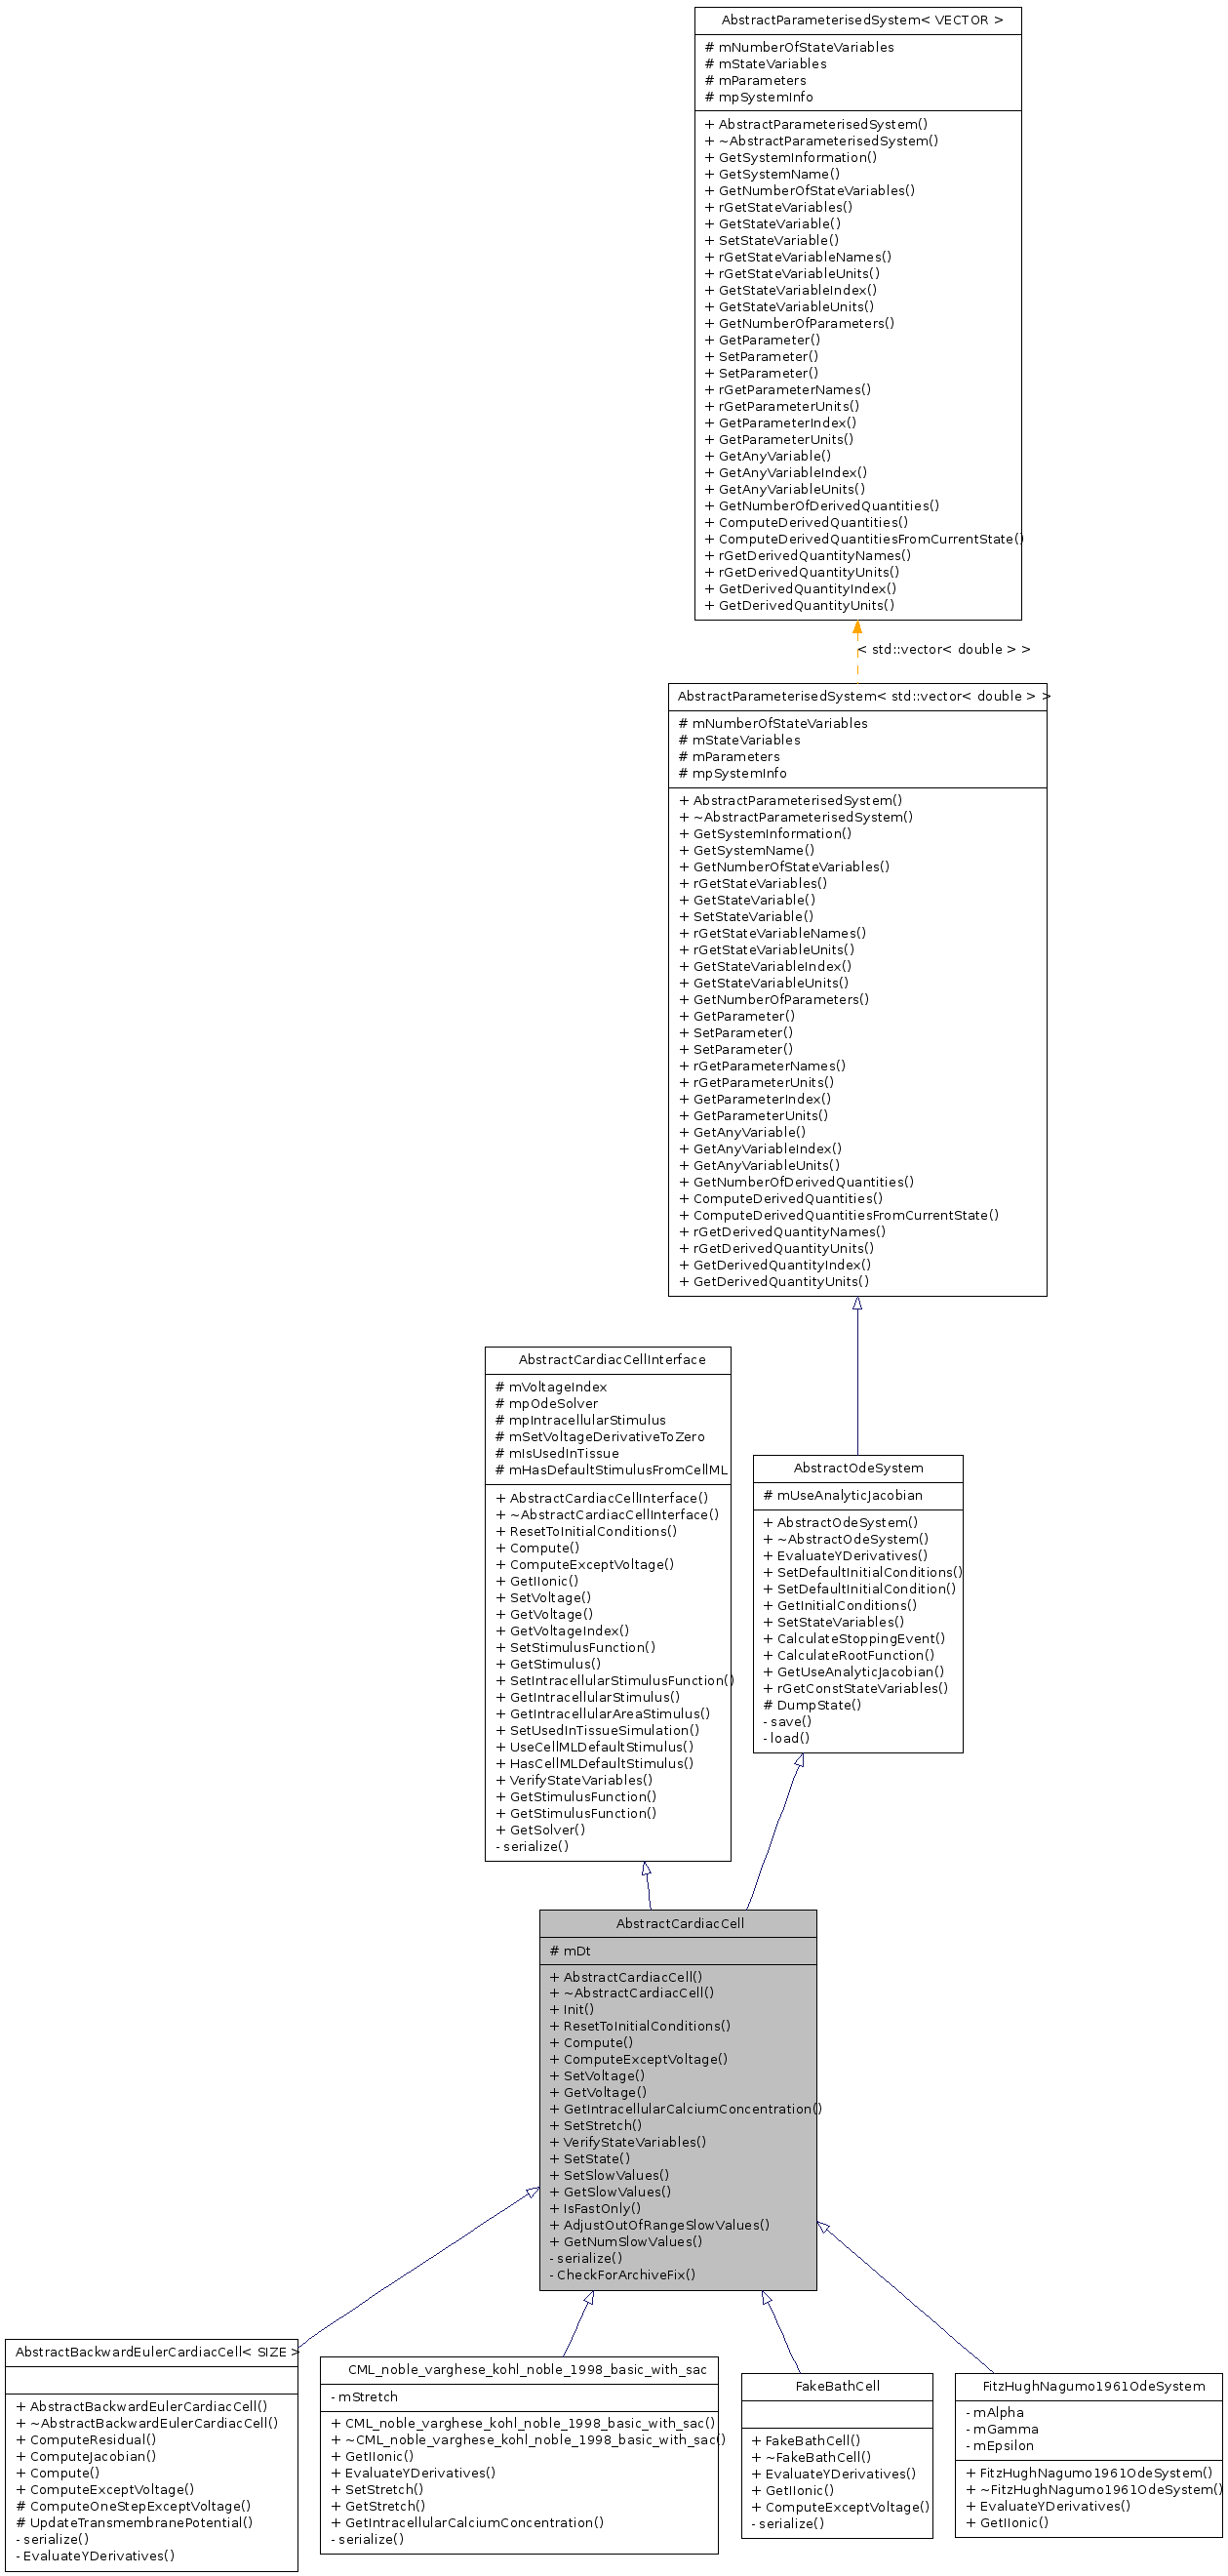 AbstractParameterisedSystem< VECTOR >
# mNumberOfStateVariables
# mStateVariables
# mParameters
# mpSystemInfo
+ AbstractParameterisedSystem()
+ ~AbstractParameterisedSystem()
+ GetSystemInformation()
+ GetSystemName()
+ GetNumberOfStateVariables()
+ rGetStateVariables()
+ GetStateVariable()
+ SetStateVariable()
+ rGetStateVariableNames()
+ rGetStateVariableUnits()
+ GetStateVariableIndex()
+ GetStateVariableUnits()
+ GetNumberOfParameters()
+ GetParameter()
+ SetParameter()
+ SetParameter()
+ rGetParameterNames()
+ rGetParameterUnits()
+ GetParameterIndex()
+ GetParameterUnits()
+ GetAnyVariable()
+ GetAnyVariableIndex()
+ GetAnyVariableUnits()
+ GetNumberOfDerivedQuantities()
+ ComputeDerivedQuantities()
+ ComputeDerivedQuantitiesFromCurrentState()
+ rGetDerivedQuantityNames()
+ rGetDerivedQuantityUnits()
+ GetDerivedQuantityIndex()
+ GetDerivedQuantityUnits()
< std::vector< double > >
AbstractParameterisedSystem< std::vector< double > >
# mNumberOfStateVariables
# mStateVariables
# mParameters
# mpSystemInfo
+ AbstractParameterisedSystem()
+ ~AbstractParameterisedSystem()
+ GetSystemInformation()
+ GetSystemName()
+ GetNumberOfStateVariables()
+ rGetStateVariables()
+ GetStateVariable()
+ SetStateVariable()
+ rGetStateVariableNames()
+ rGetStateVariableUnits()
+ GetStateVariableIndex()
+ GetStateVariableUnits()
+ GetNumberOfParameters()
+ GetParameter()
+ SetParameter()
+ SetParameter()
+ rGetParameterNames()
+ rGetParameterUnits()
+ GetParameterIndex()
+ GetParameterUnits()
+ GetAnyVariable()
+ GetAnyVariableIndex()
+ GetAnyVariableUnits()
+ GetNumberOfDerivedQuantities()
+ ComputeDerivedQuantities()
+ ComputeDerivedQuantitiesFromCurrentState()
+ rGetDerivedQuantityNames()
+ rGetDerivedQuantityUnits()
+ GetDerivedQuantityIndex()
+ GetDerivedQuantityUnits()
AbstractCardiacCellInterface
# mVoltageIndex
# mpOdeSolver
# mpIntracellularStimulus
# mSetVoltageDerivativeToZero
# mIsUsedInTissue
# mHasDefaultStimulusFromCellML
+ AbstractCardiacCellInterface()
+ ~AbstractCardiacCellInterface()
+ ResetToInitialConditions()
+ Compute()
+ ComputeExceptVoltage()
+ GetIIonic()
+ SetVoltage()
+ GetVoltage()
+ GetVoltageIndex()
+ SetStimulusFunction()
+ GetStimulus()
+ SetIntracellularStimulusFunction()
+ GetIntracellularStimulus()
+ GetIntracellularAreaStimulus()
+ SetUsedInTissueSimulation()
+ UseCellMLDefaultStimulus()
+ HasCellMLDefaultStimulus()
+ VerifyStateVariables()
+ GetStimulusFunction()
+ GetStimulusFunction()
+ GetSolver()
- serialize()
AbstractOdeSystem
# mUseAnalyticJacobian
+ AbstractOdeSystem()
+ ~AbstractOdeSystem()
+ EvaluateYDerivatives()
+ SetDefaultInitialConditions()
+ SetDefaultInitialCondition()
+ GetInitialConditions()
+ SetStateVariables()
+ CalculateStoppingEvent()
+ CalculateRootFunction()
+ GetUseAnalyticJacobian()
+ rGetConstStateVariables()
# DumpState()
- save()
- load()
AbstractCardiacCell
# mDt
+ AbstractCardiacCell()
+ ~AbstractCardiacCell()
+ Init()
+ ResetToInitialConditions()
+ Compute()
+ ComputeExceptVoltage()
+ SetVoltage()
+ GetVoltage()
+ GetIntracellularCalciumConcentration()
+ SetStretch()
+ VerifyStateVariables()
+ SetState()
+ SetSlowValues()
+ GetSlowValues()
+ IsFastOnly()
+ AdjustOutOfRangeSlowValues()
+ GetNumSlowValues()
- serialize()
- CheckForArchiveFix()
AbstractBackwardEulerCardiacCell< SIZE >
+ AbstractBackwardEulerCardiacCell()
+ ~AbstractBackwardEulerCardiacCell()
+ ComputeResidual()
+ ComputeJacobian()
+ Compute()
+ ComputeExceptVoltage()
# ComputeOneStepExceptVoltage()
# UpdateTransmembranePotential()
- serialize()
- EvaluateYDerivatives()
CML_noble_varghese_kohl_noble_1998_basic_with_sac
- mStretch
+ CML_noble_varghese_kohl_noble_1998_basic_with_sac()
+ ~CML_noble_varghese_kohl_noble_1998_basic_with_sac()
+ GetIIonic()
+ EvaluateYDerivatives()
+ SetStretch()
+ GetStretch()
+ GetIntracellularCalciumConcentration()
- serialize()
FakeBathCell
+ FakeBathCell()
+ ~FakeBathCell()
+ EvaluateYDerivatives()
+ GetIIonic()
+ ComputeExceptVoltage()
- serialize()
FitzHughNagumo1961OdeSystem
- mAlpha
- mGamma
- mEpsilon
+ FitzHughNagumo1961OdeSystem()
+ ~FitzHughNagumo1961OdeSystem()
+ EvaluateYDerivatives()
+ GetIIonic()